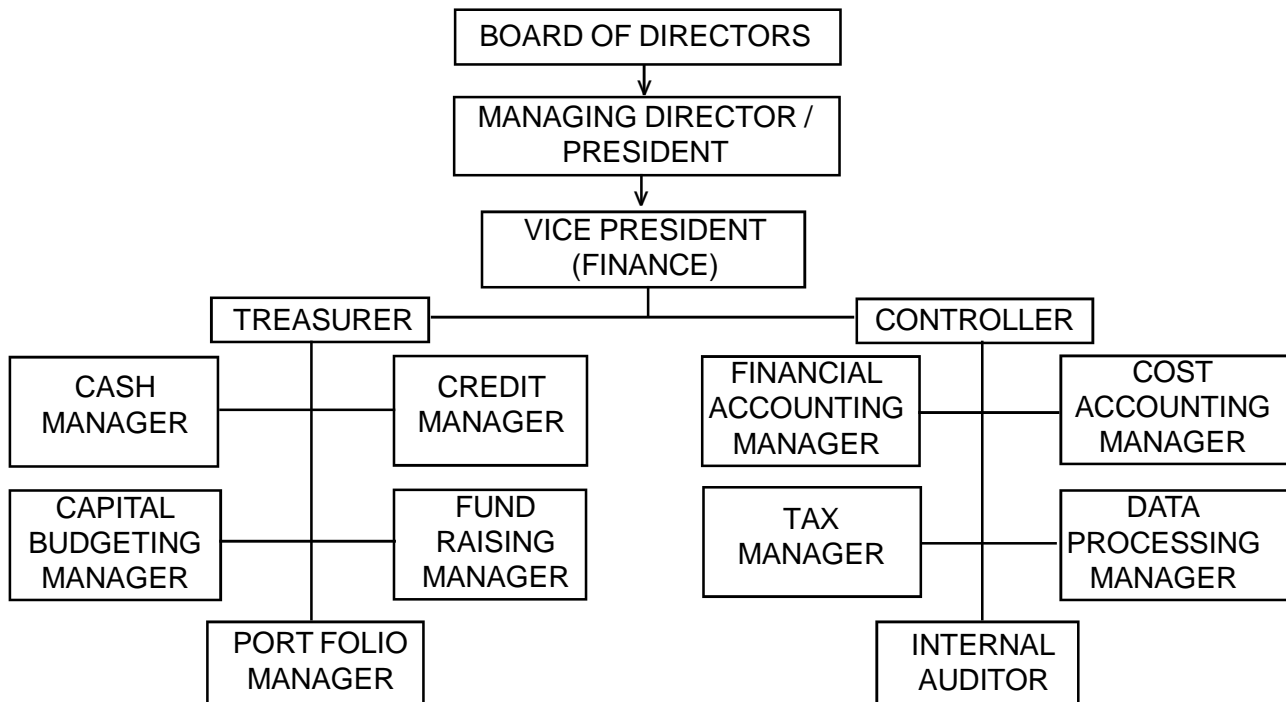 BOARD OF DIRECTORS
MANAGING DIRECTOR /
PRESIDENT
VICE PRESIDENT
(FINANCE)
TREASURER
CONTROLLER
CASH
MANAGER
CREDIT
MANAGER
FINANCIAL
ACCOUNTING
MANAGER
COST
ACCOUNTING
MANAGER
CAPITAL
BUDGETING
MANAGER
FUND
RAISING
MANAGER
TAX
MANAGER
DATA
PROCESSING
MANAGER
PORT FOLIO
MANAGER
INTERNAL
AUDITOR